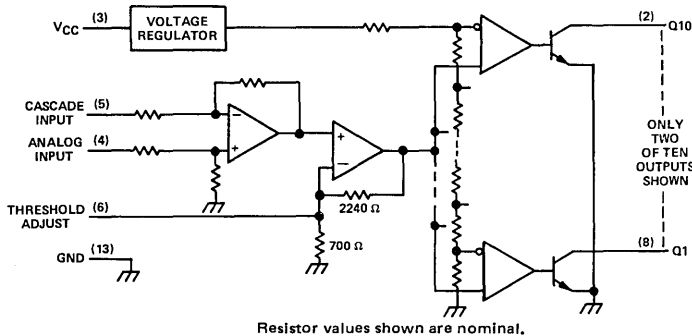 VCC (3)
VOLTAGE
REGULATOR
(2) Q10
CASCADE
INPUT
(5)
ANALOG
INPUT
(4)
THRESHOLD
ADJUST
(6)
2240 Ω
700 Ω
GND (13)
ONLY
TWO
OF TEN
OUTPUTS
SHOWN
(8) Q1
Resistor values shown are nominal.